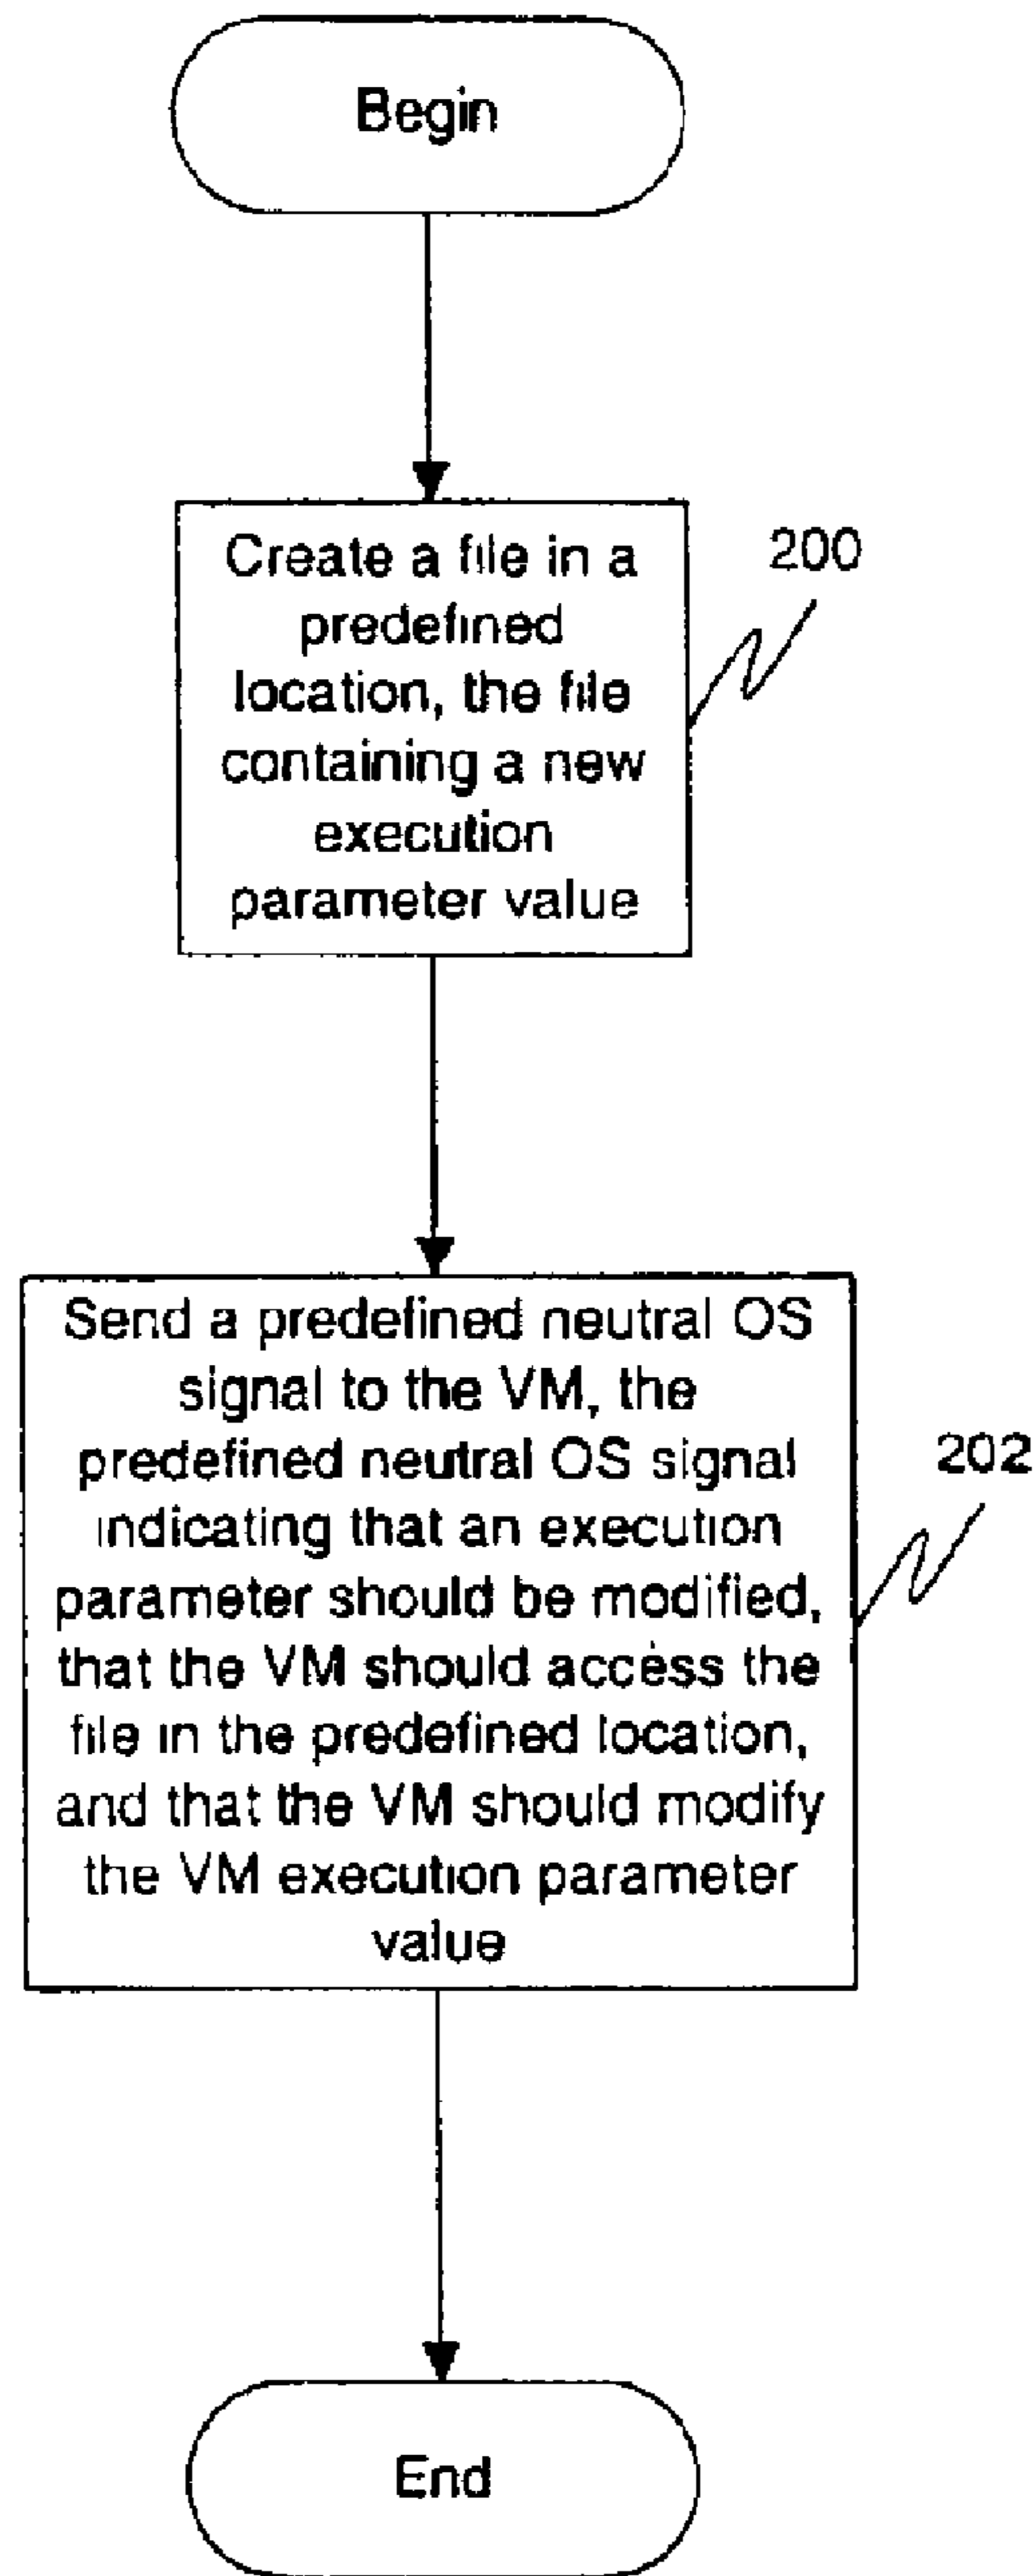 Begin
Create a file in a
predefined
location, the file
containing a new
execution
parameter value
200
Send a predefined neutral OS
signal to the VM, the
predefined neutral OS signal
indicating that an execution
parameter should be modified,
that the VM should access the
file in the predefined location,
and that the VM should modify
the VM execution parameter
value
202
End